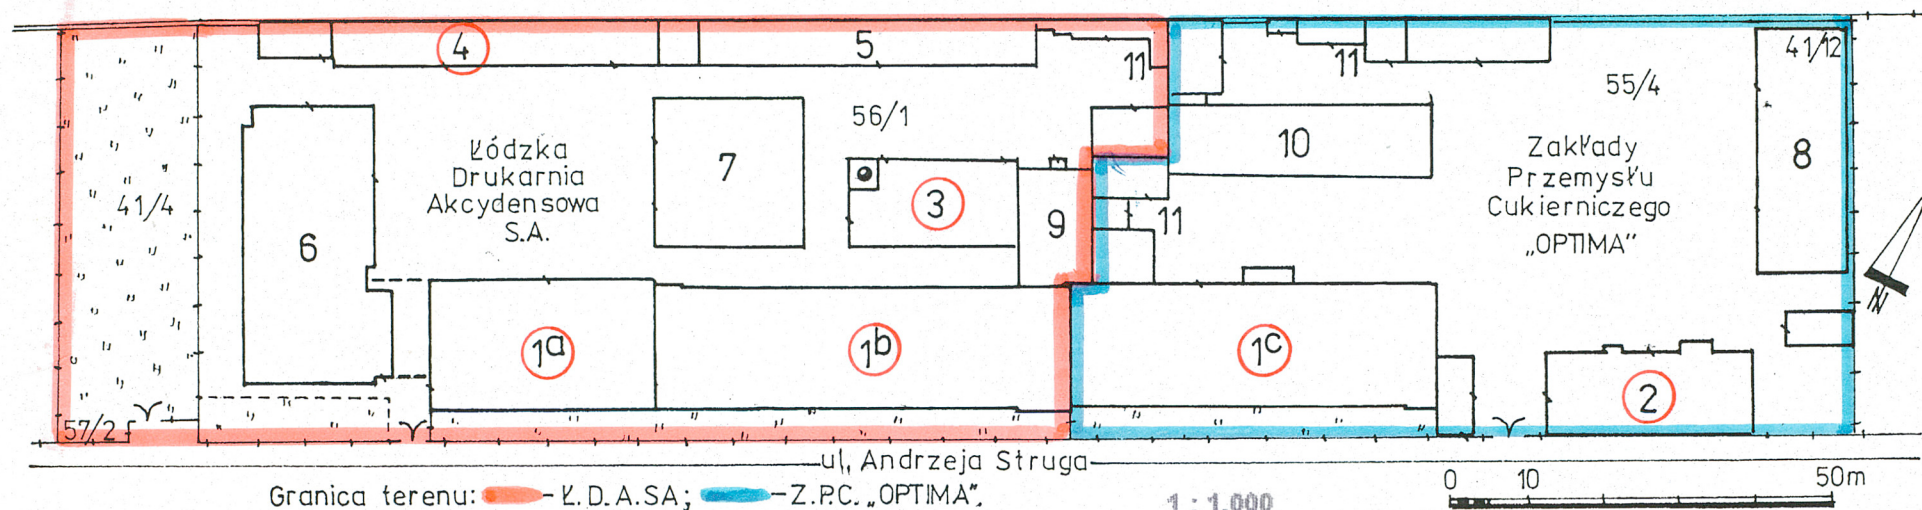 4
5
11
11
41/12
55/4
56/1
Łódzka
Drukarnia
Akcydensowa
S.A.
7
10
Zakłady
Przemysłu
Cukierniczego
„OPTIMA”
8
41/4
6
3
9
11
N
1a
1b
1c
2
57/2
ul. Andrzeja Struga
Granica terenu: - Ł.D.A.SA; - Z.P.C. „OPTIMA”.
1 : 1.000
0 10 50m